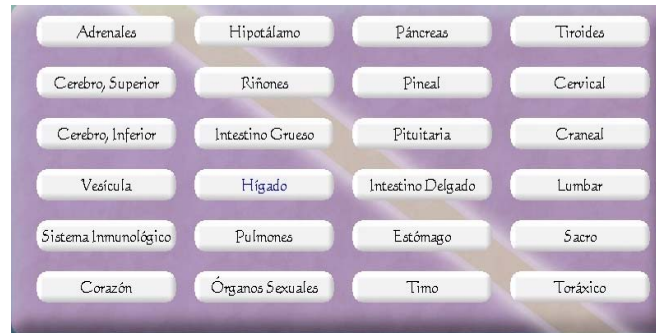 Adrenales Hipotálamo Páncreas Tiroides
Cerebro, Superior Riñones Pineal Cervical
Cerebro, Inferior Intestino Grueso Pituitaria Craneal
Vesícula Hígado Intestino Delgado Lumbar
Sistema Inmunológico Pulmones Estómago Sacro
Corazón Órganos Sexuales Timo Toráxico